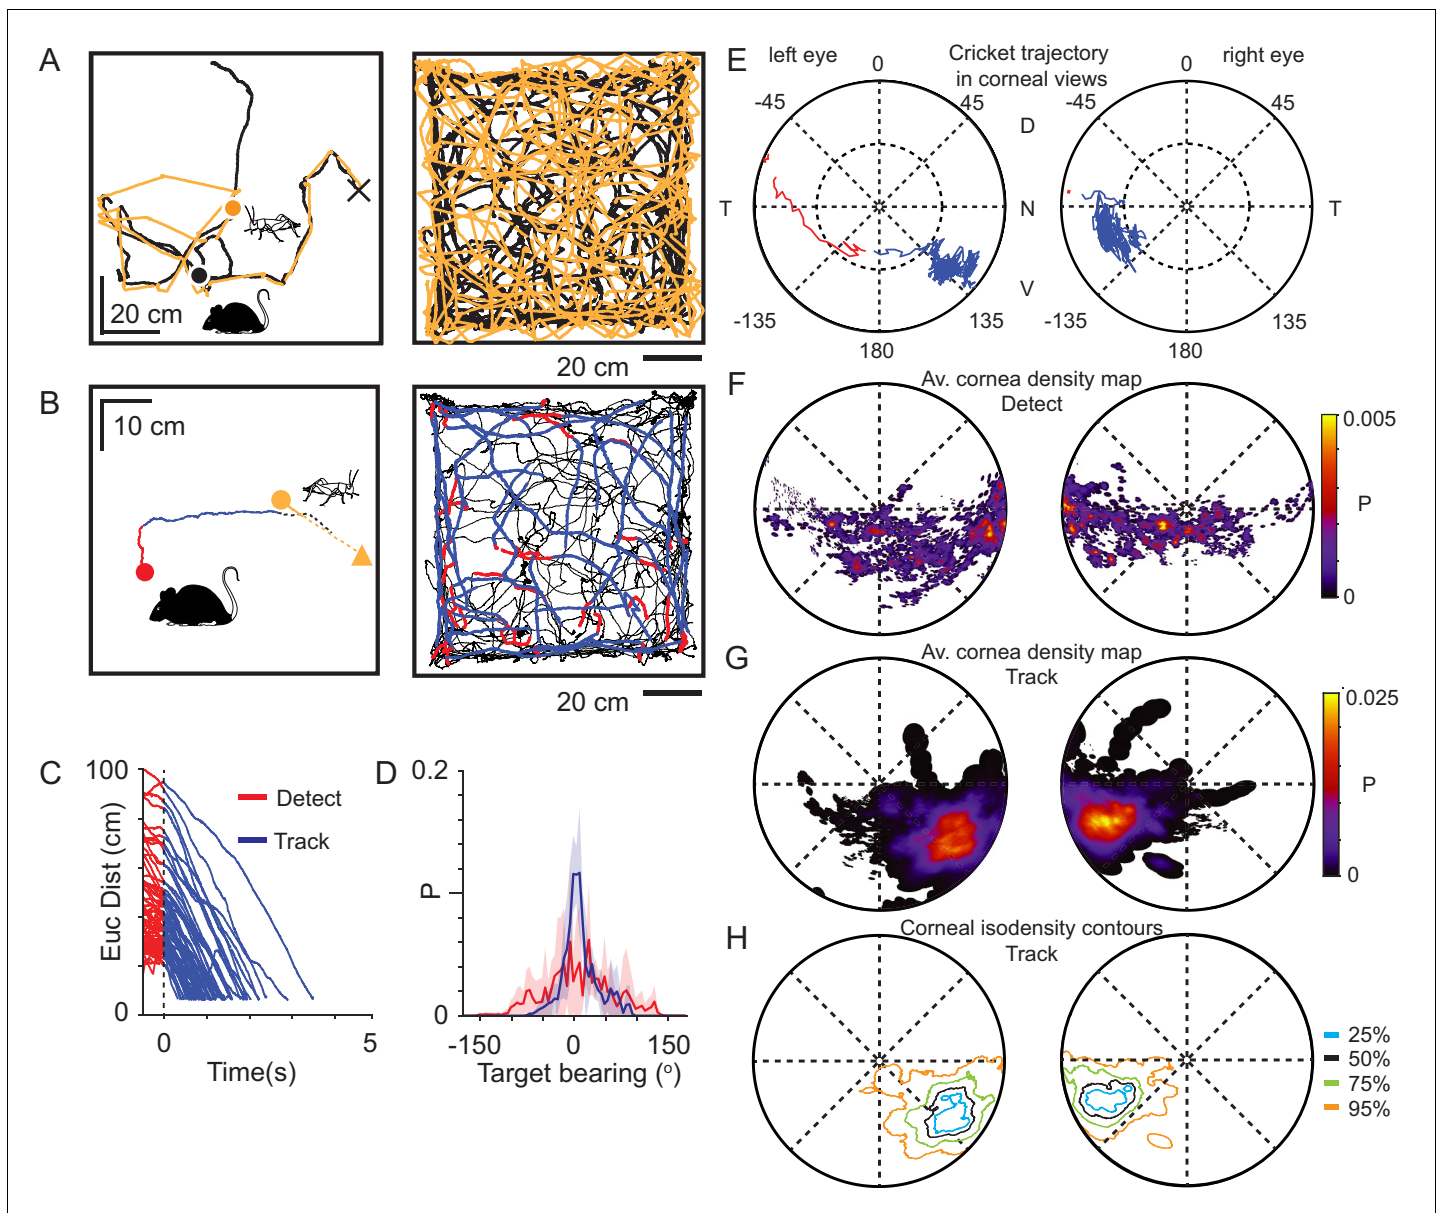 A
20 cm
20 cm
B
10 cm
20 cm
C
100
Euc Dist (cm)
0
Detect
Track
0
5
Time(s)
D
0.2
P
0
-150
0
150
Target bearing (o)
E
left eye
Cricket trajectory
in corneal views
right eye
0
0
-45
45
-45
45
D
T
N
T
V
-135
135
-135
135
180
180
F
Av. cornea density map
Detect
0.005
P
0
G
Av. cornea density map
Track
0.025
P
0
H
Corneal isodensity contours
Track
25%
50%
75%
95%